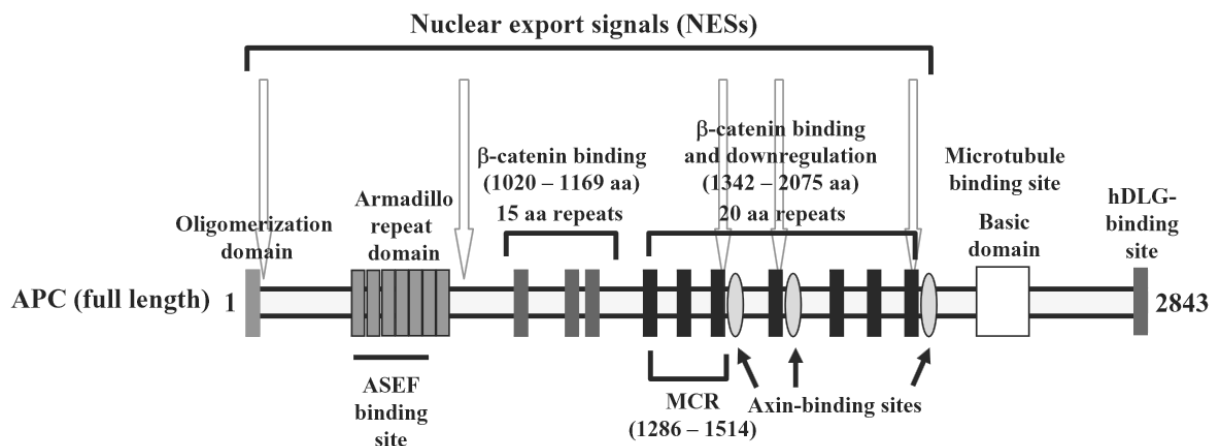 Nuclear export signals (NESs)
β-catenin binding
and downregulation
(1342 – 2075 aa)
20 aa repeats
β-catenin binding
(1020 – 1169 aa)
15 aa repeats
Microtubule
binding site
Basic
domain
hDLG-
binding
site
Armadillo
repeat
domain
Oligomerization
domain
APC (full length) 1
2843
ASEF
binding
site
MCR
(1286 – 1514)
Axin-binding sites